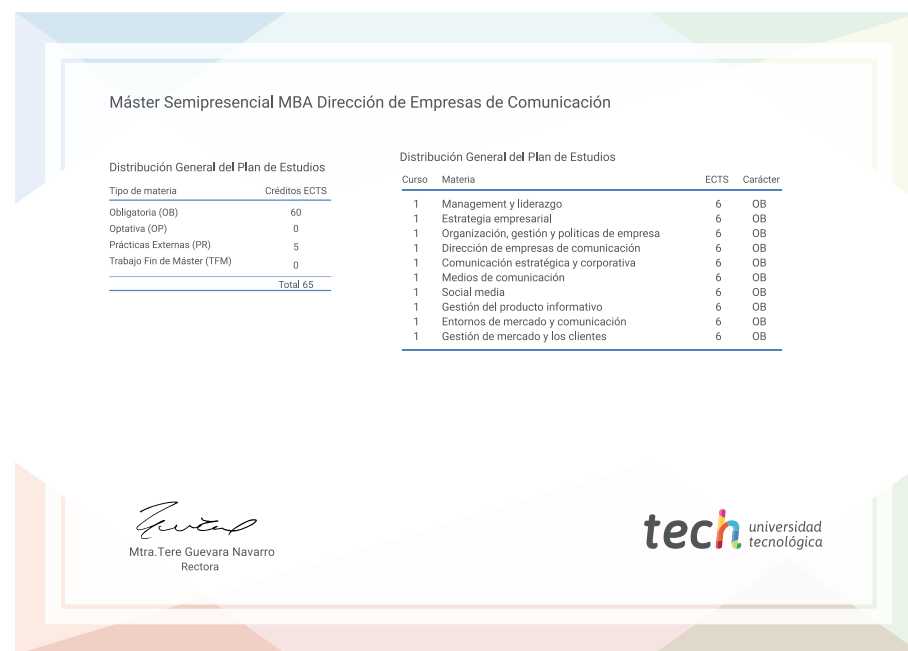 Máster Semipresencial MBA Dirección de Empresas de Comunicación
Distribución General del Plan de Estudios
Tipo de materia Créditos ECTS
Obligatoria (OB) 60
Optativa (OP) 0
Prácticas Externas (PR) 5
Trabajo Fin de Máster (TFM) 0
Total 65
Distribución General del Plan de Estudios
Curso Materia ECTS Carácter
1 Management y liderazgo 6 OB
1 Estrategia empresarial 6 OB
1 Organización, gestión y politicas de empresa 6 OB
1 Dirección de empresas de comunicación 6 OB
1 Comunicación estratégica y corporativa 6 OB
1 Medios de comunicación 6 OB
1 Social media 6 OB
1 Gestión del producto informativo 6 OB
1 Entornos de mercado y comunicación 6 OB
1 Gestión de mercado y los clientes 6 OB
Mtra.Tere Guevara Navarro
Rectora
tech universidad
tecnológica